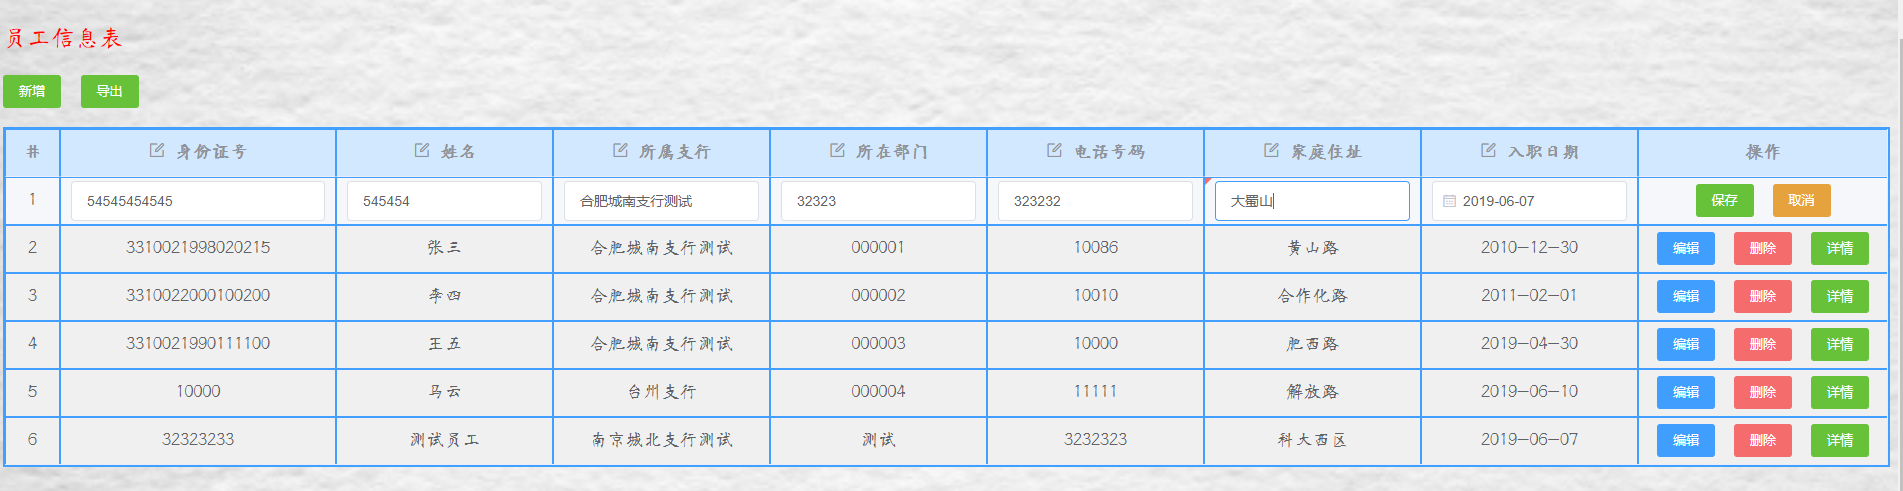 员工信息表
新增 导出
# 身份证号 姓名 所属支行 所在部门 电话号码 家庭住址 入职日期 操作
1 54545454545 545454 合肥城南支行测试 32323 323232 大蜀山 2019-06-07 保存 取消
2 3310021998020215 张三 合肥城南支行测试 000001 10086 黄山路 2010-12-30 编辑 删除 详情
3 3310022000100200 李四 合肥城南支行测试 000002 10010 合作化路 2011-02-01 编辑 删除 详情
4 3310021990111100 王五 合肥城南支行测试 000003 10000 肥西路 2019-04-30 编辑 删除 详情
5 10000 马云 台州支行 000004 11111 解放路 2019-06-10 编辑 删除 详情
6 32323233 测试员工 南京城北支行测试 测试 3232323 科大西区 2019-06-07 编辑 删除 详情